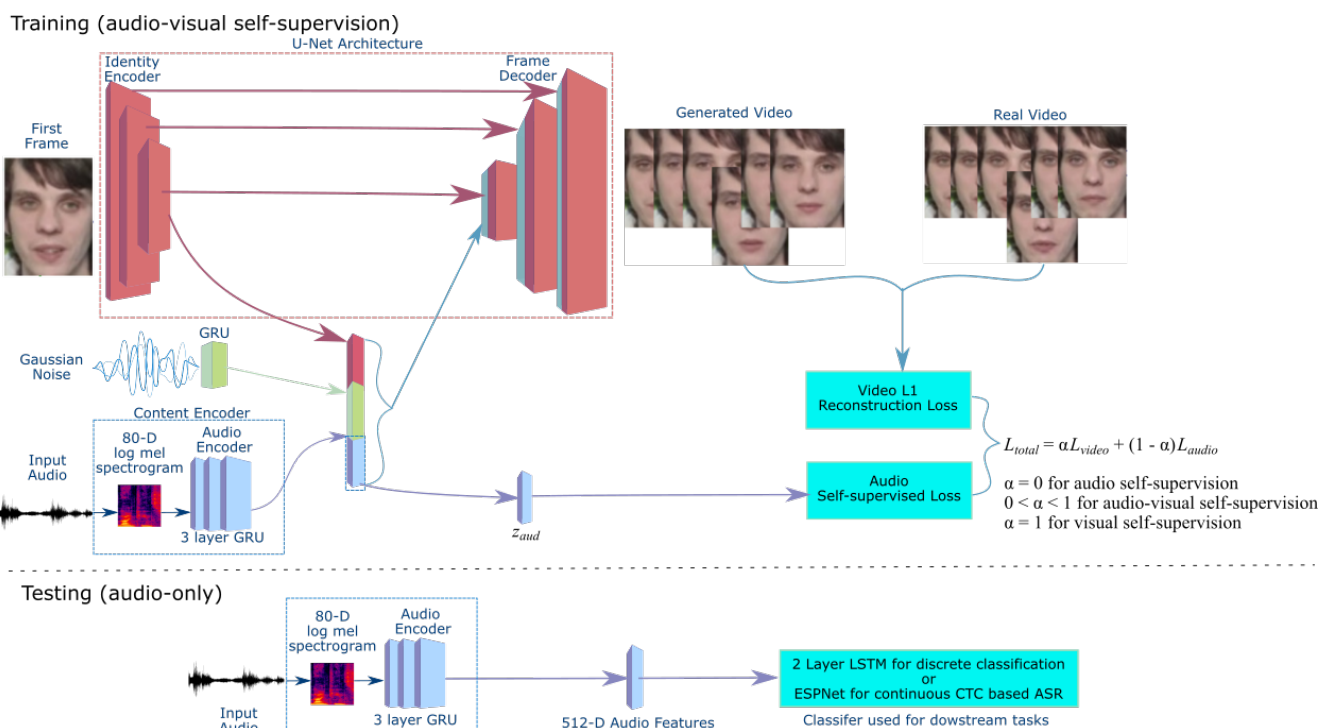 Training (audio-visual self-supervision)
U-Net Architecture
Identity
Encoder
Frame
Decoder
First
Frame
Generated Video
Real Video
Gaussian
Noise
GRU
Content Encoder
Input
Audio
80-D
log mel
spectrogram
Audio
Encoder
3 layer GRU
z_aud
Video L1
Reconstruction Loss
Audio
Self-supervised Loss
L_total = αL_video + (1 - α)L_audio
α = 0 for audio self-supervision
0 < α < 1 for audio-visual self-supervision
α = 1 for visual self-supervision
Testing (audio-only)
Input
Audio
80-D
log mel
spectrogram
Audio
Encoder
3 layer GRU
512-D Audio Features
2 Layer LSTM for discrete classification
or
ESPNet for continuous CTC based ASR
Classifer used for dowstream tasks